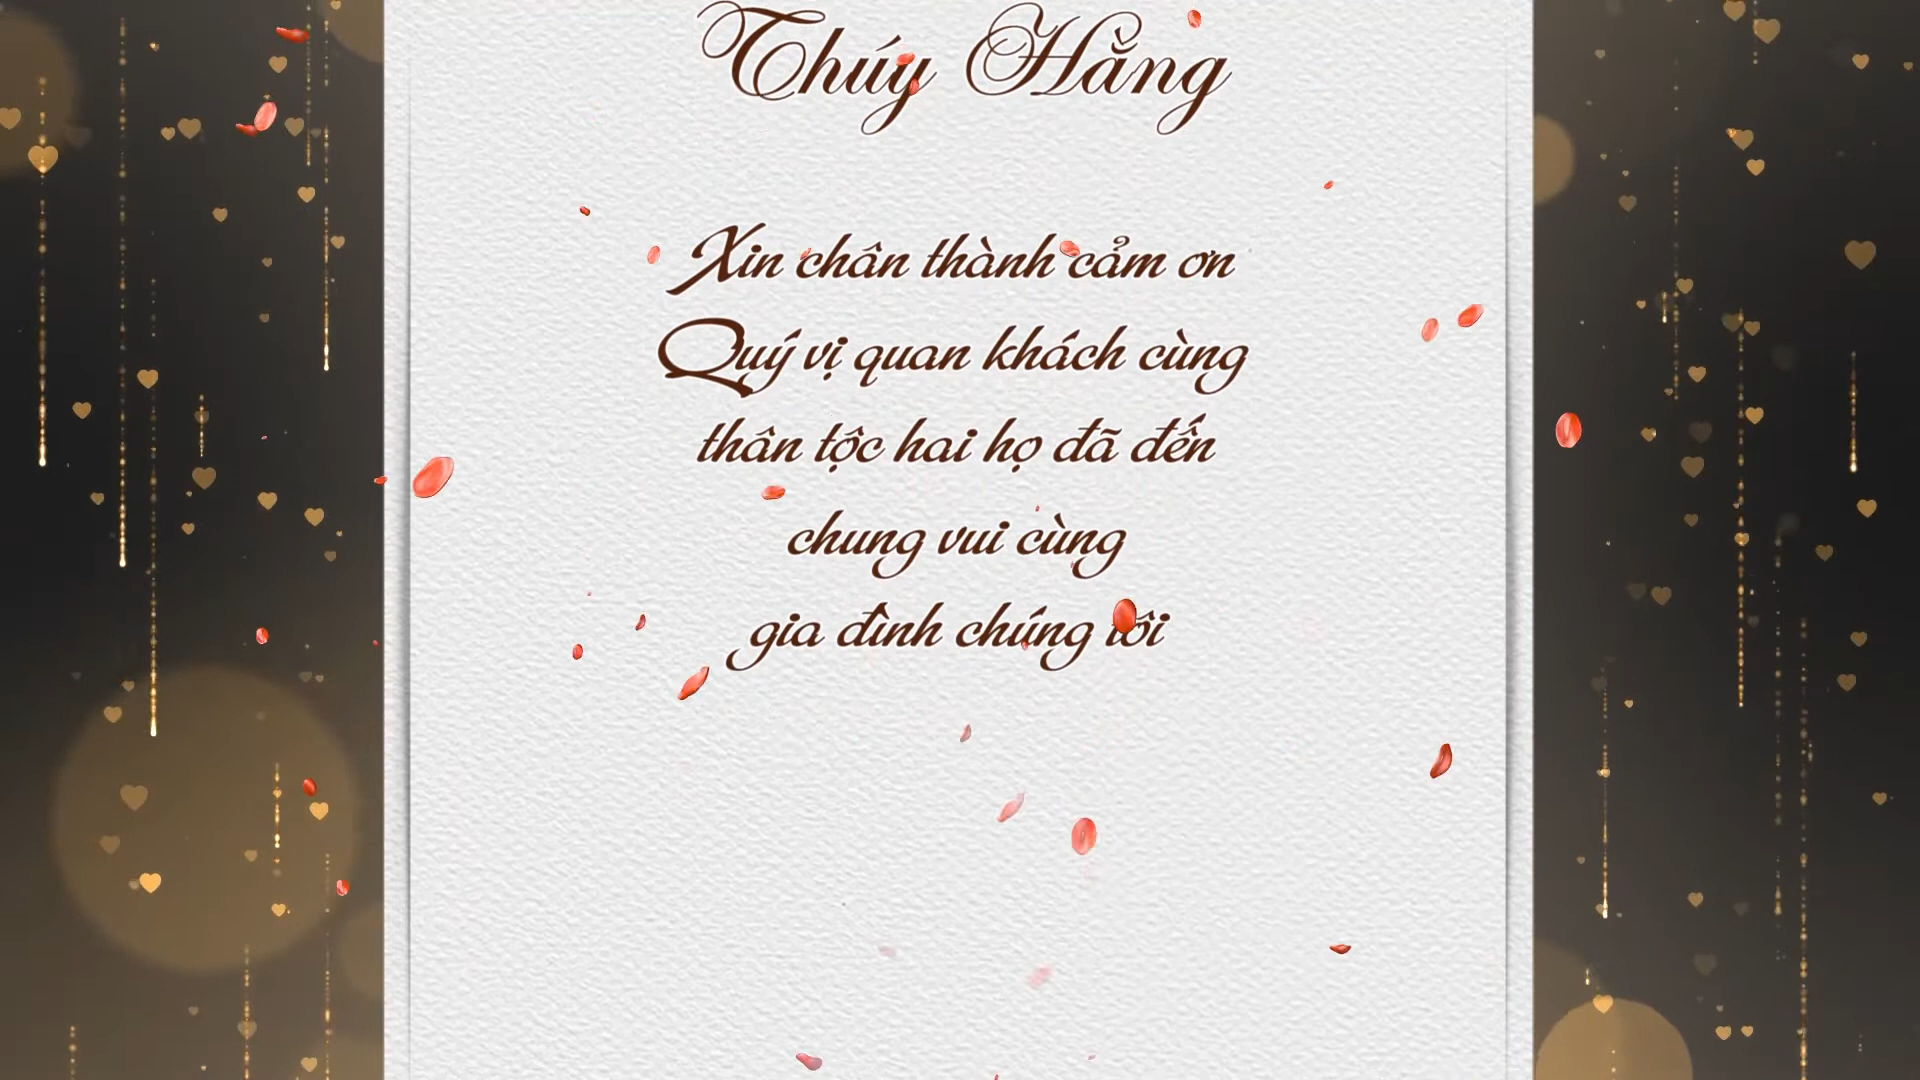 Thúy Hằng
Xin chân thành cảm ơn
Quý vị quan khách cùng
thân tộc hai họ đã đến
chung vui cùng
gia đình chúng tôi